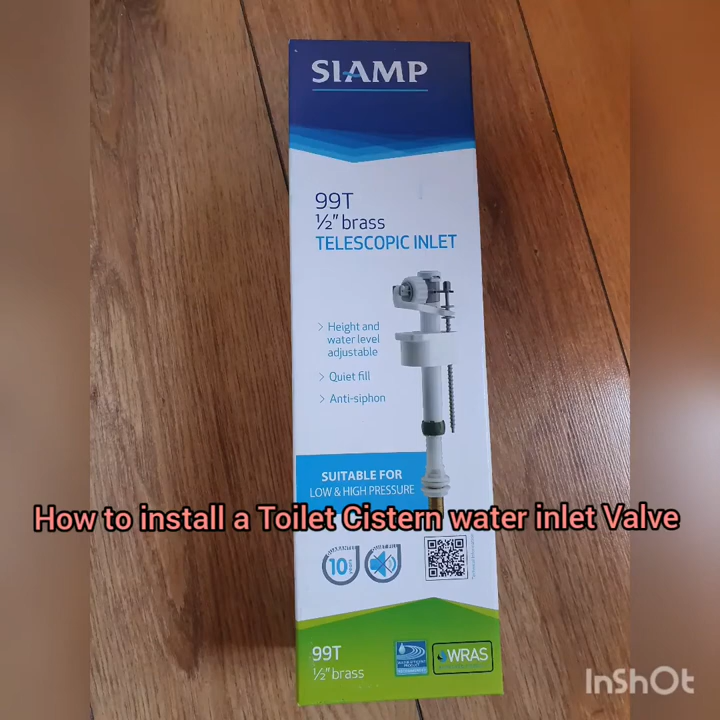 SIAMP
99T
½" brass
TELESCOPIC INLET
> Height and
water level
adjustable
> Quiet fill
> Anti-siphon
SUITABLE FOR
LOW & HIGH PRESSURE
How to install a Toilet Cistern water inlet Valve
10
99T
½" brass
WRAS
InShOt